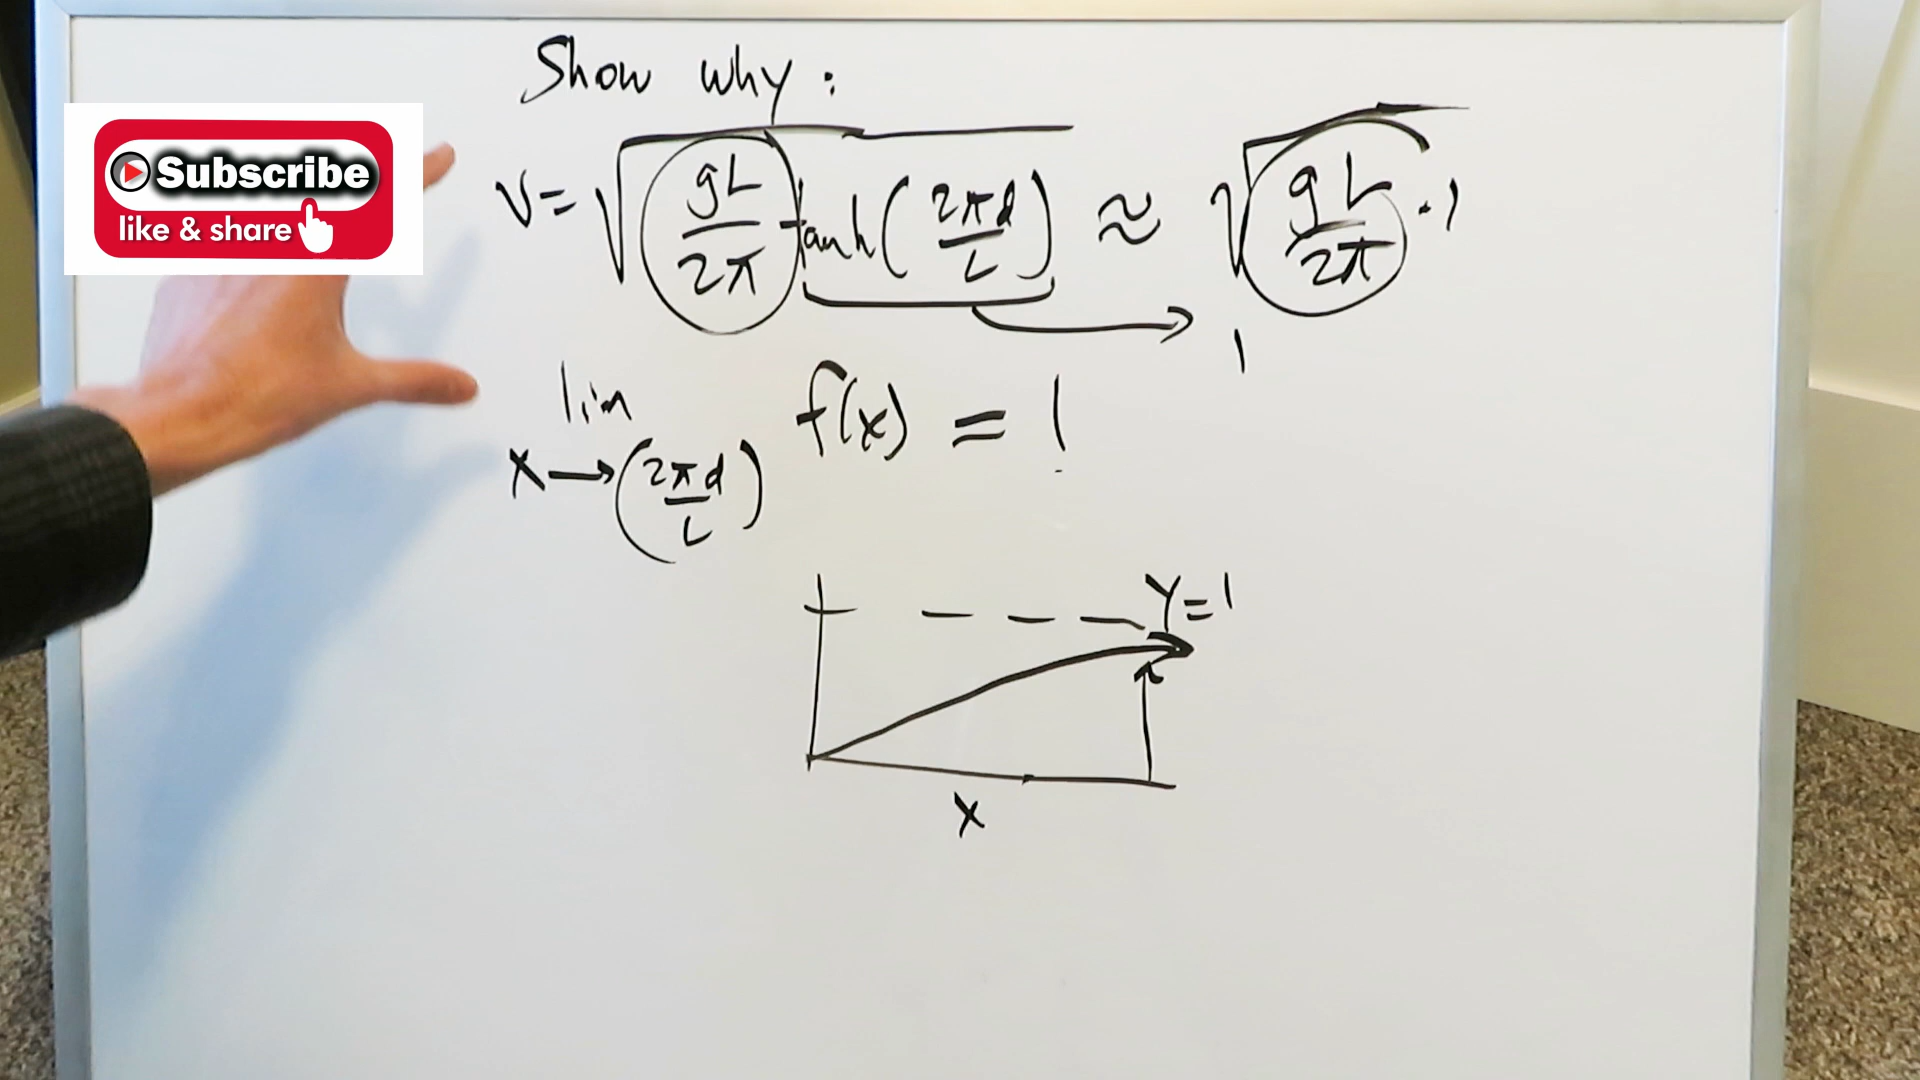 Show why:
Subscribe
like & share
V = √(gL/2π tanh(2πd/L)) ≈ √(gL/2π · 1)
1
lim x→(2πd/L) f(x) = 1
y=1
x